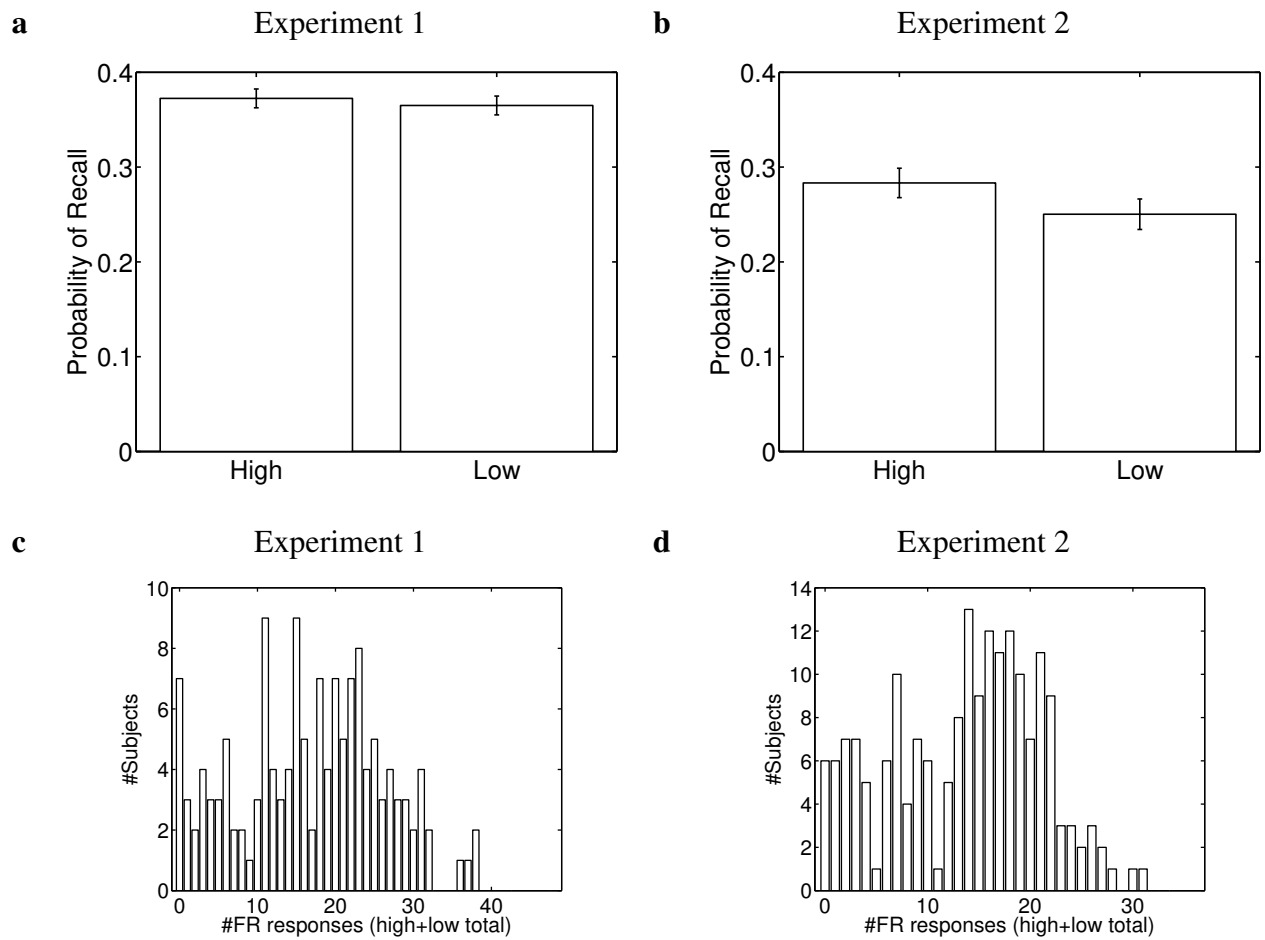 a
Experiment 1
0.4
0.3
0.2
0.1
0
Probability of Recall
High Low
b
Experiment 2
0.4
0.3
0.2
0.1
0
Probability of Recall
High Low
c
Experiment 1
10
8
6
4
2
0
#Subjects
0 10 20 30 40
#FR responses (high+low total)
d
Experiment 2
14
12
10
8
6
4
2
0
#Subjects
0 10 20 30
#FR responses (high+low total)